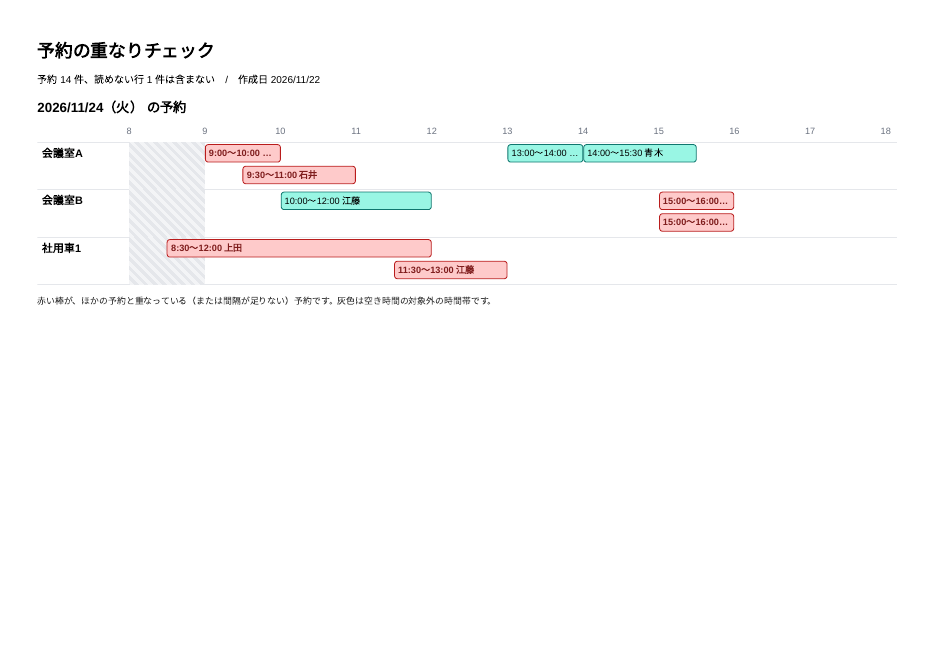 予約の重なりチェック
予約 14 件、読めない行 1 件は含まない / 作成日 2026/11/22
2026/11/24（火） の予約
8 9 10 11 12 13 14 15 16 17 18
会議室A
9:00〜10:00 …
13:00〜14:00 …
14:00〜15:30 青木
9:30〜11:00 石井
会議室B
10:00〜12:00 江藤
15:00〜16:00…
15:00〜16:00…
社用車1
8:30〜12:00 上田
11:30〜13:00 江藤
赤い棒が、ほかの予約と重なっている（または間隔が足りない）予約です。灰色は空き時間の対象外の時間帯です。